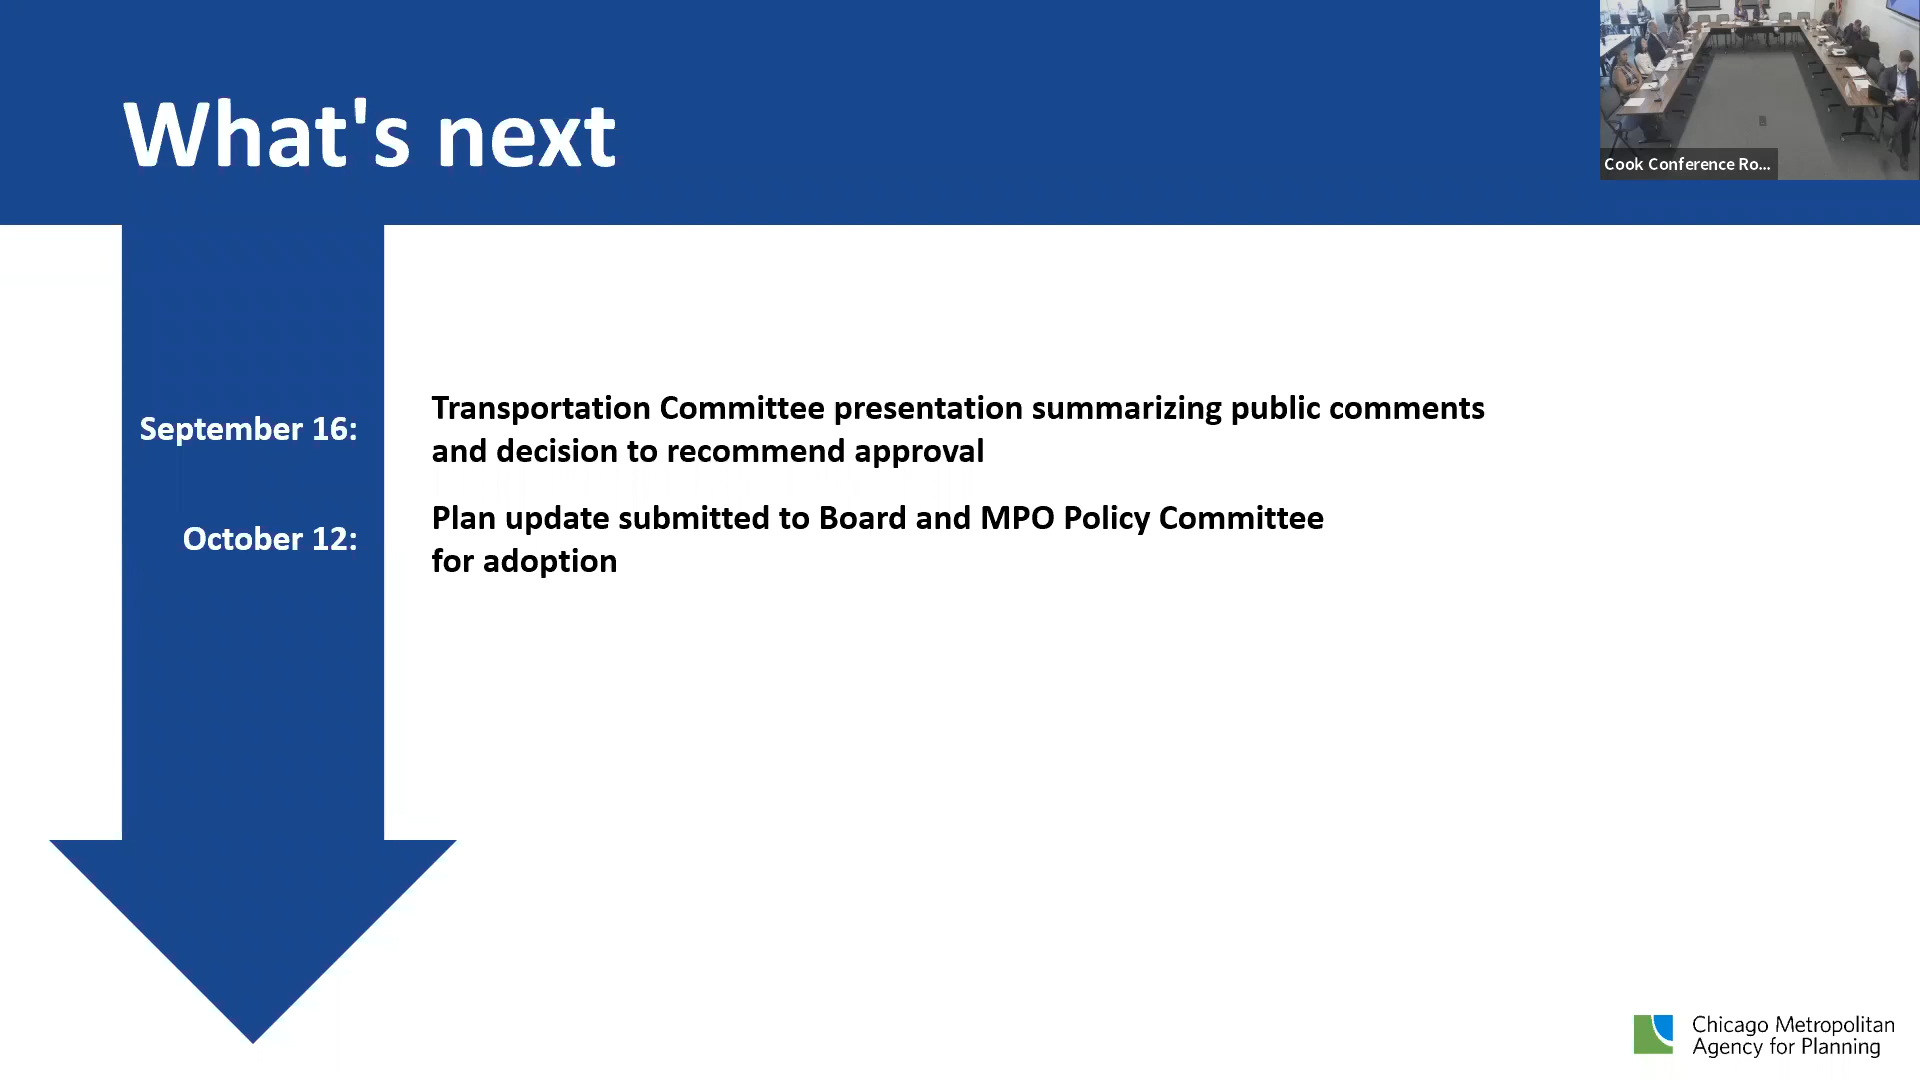 What's next
Cook Conference Ro...
September 16:
Transportation Committee presentation summarizing public comments
and decision to recommend approval
October 12:
Plan update submitted to Board and MPO Policy Committee
for adoption
Chicago Metropolitan
Agency for Planning